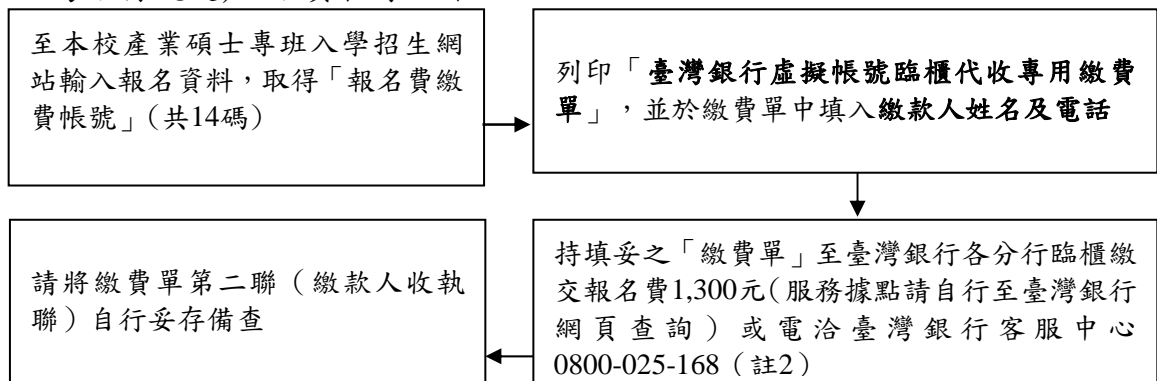 至本校產業碩士專班入學招生網
站輸入報名資料，取得「報名費繳
費帳號」(共14碼)
列印「臺灣銀行虛擬帳號臨櫃代收專用繳費
單」，並於繳費單中填入繳款人姓名及電話
持填妥之「繳費單」至臺灣銀行各分行臨櫃繳
交報名費1,300元(服務據點請自行至臺灣銀行
網頁查詢)或電洽臺灣銀行客服中心
0800-025-168（註2）
請將繳費單第二聯（繳款人收執
聯）自行妥存備查